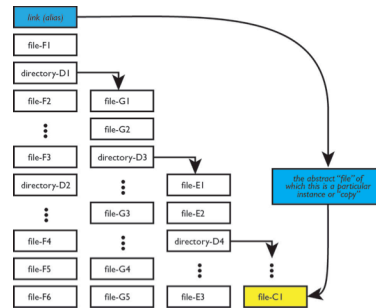 link (alias)
file-F1
directory-D1
file-F2
file-G1
file-G2
file-F3
directory-D3
the abstract "file" of
which this is a particular
instance or "copy"
directory-D2
file-E1
file-G3
file-E2
file-F4
directory-D4
file-F5
file-G4
file-F6
file-G5
file-E3
file-C1